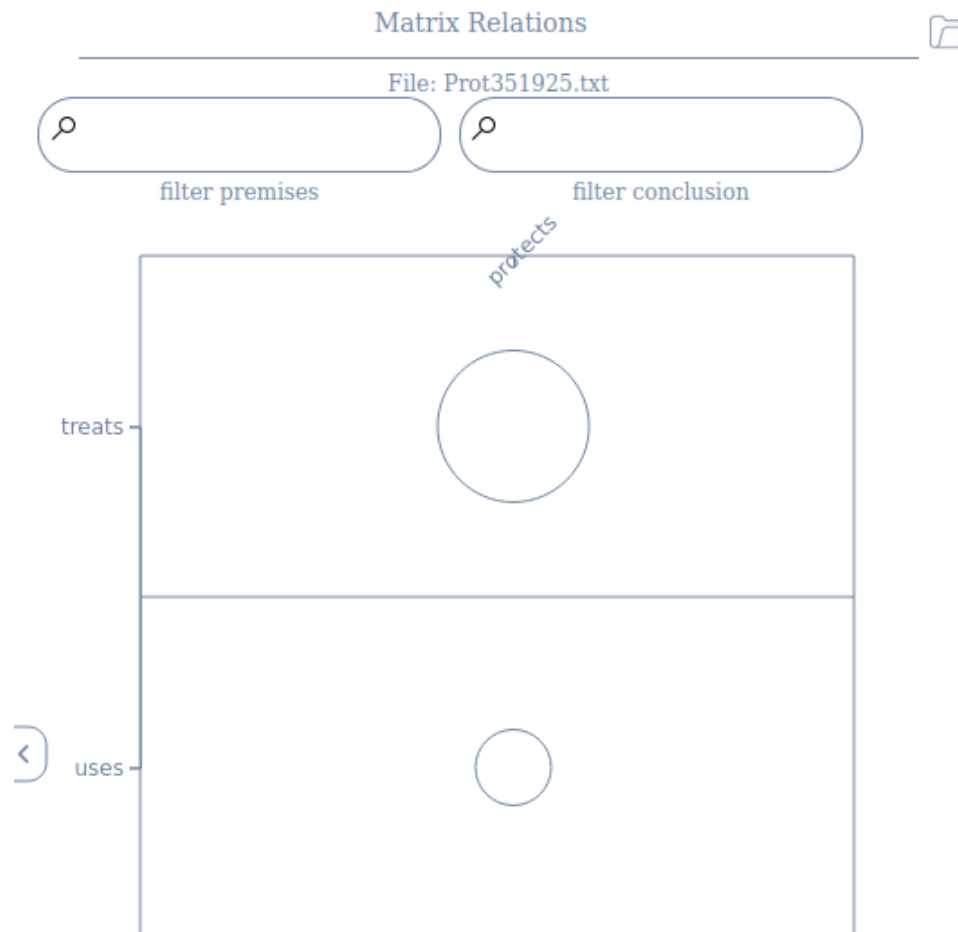 Matrix Relations
File: Prot351925.txt
filter premises
filter conclusion
protects
treats
uses